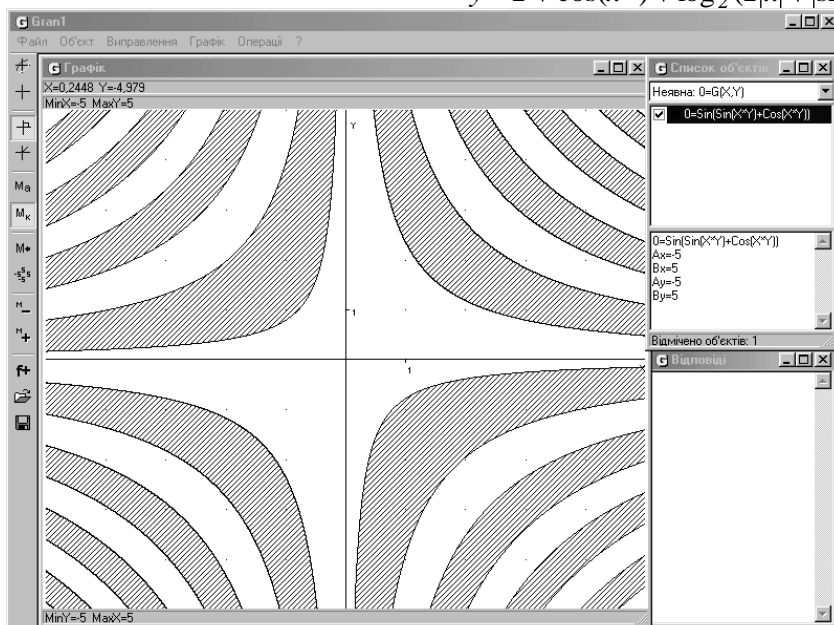 Gran1
Файл Об'єкт Виправлення Графік Операції ?
Графік
X=0,2448 Y=-4,979
MinX=-5 MaxY=5
Y
1
1
MinY=-5 MaxX=5
Ma
Мк
M
M
f+
Список об'єктів
Неявна: 0=G(X,Y)
0=Sin(Sin(X*Y)+Cos(X*Y))
0=Sin(Sin(X*Y)+Cos(X*Y))
Ax=-5
Bx=5
Ay=-5
By=5
Відмічено об'єктів: 1
Відповіді